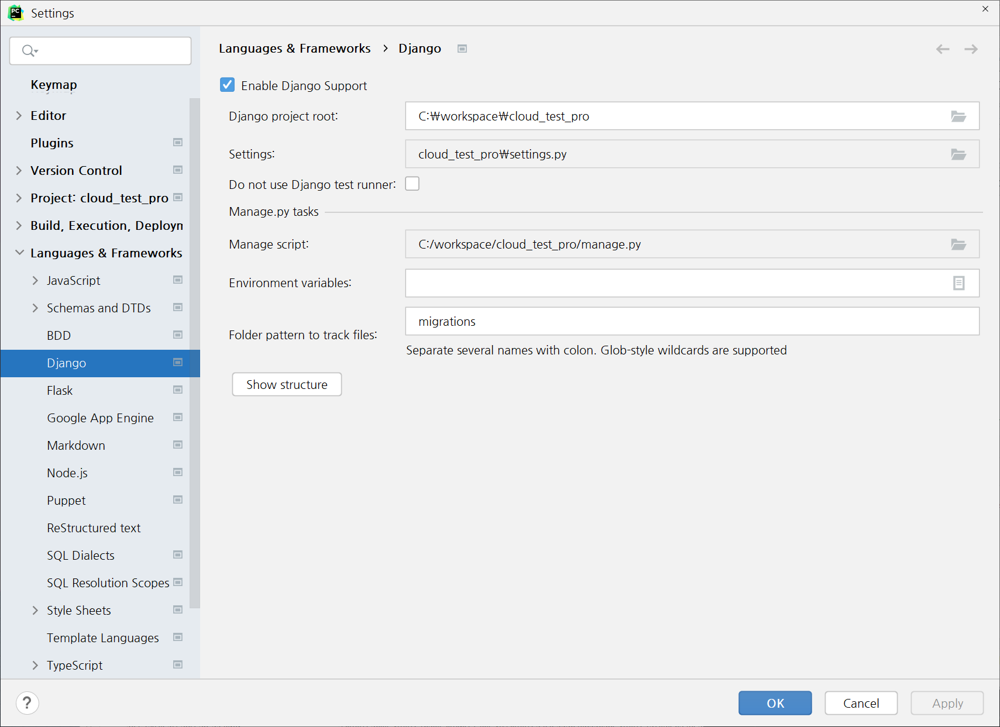 PC
Settings
Keymap
Editor
Plugins
Version Control
Project: cloud_test_pro
Build, Execution, Deploym
Languages & Frameworks
JavaScript
Schemas and DTDs
BDD
Django
Flask
Google App Engine
Markdown
Node.js
Puppet
ReStructured text
SQL Dialects
SQL Resolution Scopes
Style Sheets
Template Languages
TypeScript
Languages & Frameworks › Django
Enable Django Support
Django project root: C:₩workspace₩cloud_test_pro
Settings: cloud_test_pro₩settings.py
Do not use Django test runner:
Manage.py tasks
Manage script: C:/workspace/cloud_test_pro/manage.py
Environment variables:
Folder pattern to track files: migrations
Separate several names with colon. Glob-style wildcards are supported
Show structure
?
OK
Cancel
Apply